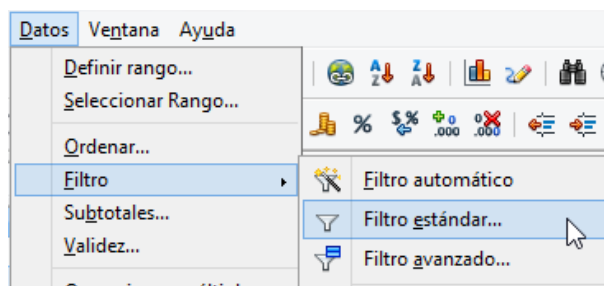 Datos Ventana Ayuda
Definir rango...
Seleccionar Rango...
Ordenar...
Filtro
Filtro automático
Filtro estándar...
Filtro avanzado...
Subtotales...
Validez...